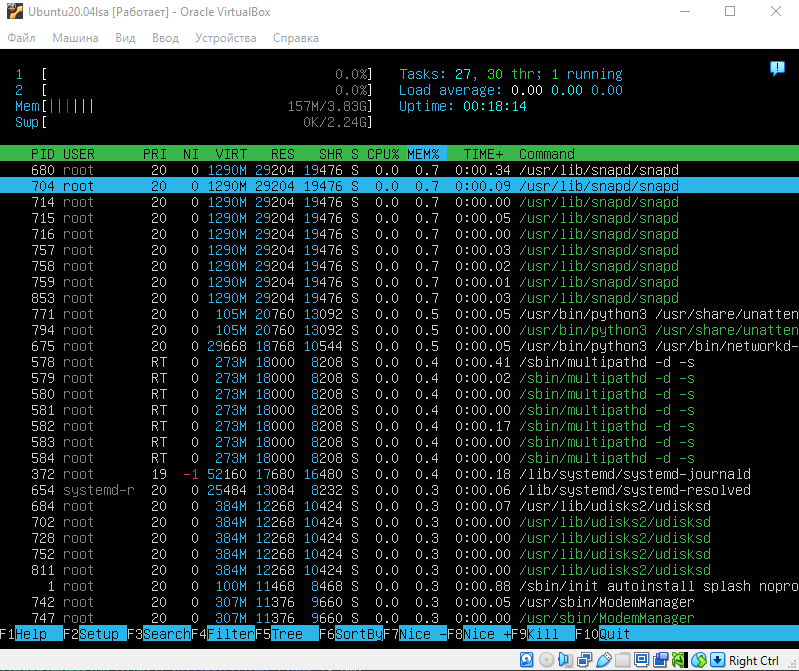 Ubuntu20.04lsa [Работает] - Oracle VirtualBox
Файл Машина Вид Ввод Устройства Справка
1 [ 0.0%] Tasks: 27, 30 thr; 1 running
2 [ 0.0%] Load average: 0.00 0.00 0.00
Mem[|||||| 157M/3.83G] Uptime: 00:18:14
Swp[ 0K/2.24G]
PID USER PRI NI VIRT RES SHR S CPU% MEM% TIME+ Command
680 root 20 0 1290M 29204 19476 S 0.0 0.7 0:00.34 /usr/lib/snapd/snapd
704 root 20 0 1290M 29204 19476 S 0.0 0.7 0:00.09 /usr/lib/snapd/snapd
714 root 20 0 1290M 29204 19476 S 0.0 0.7 0:00.00 /usr/lib/snapd/snapd
715 root 20 0 1290M 29204 19476 S 0.0 0.7 0:00.05 /usr/lib/snapd/snapd
716 root 20 0 1290M 29204 19476 S 0.0 0.7 0:00.00 /usr/lib/snapd/snapd
757 root 20 0 1290M 29204 19476 S 0.0 0.7 0:00.03 /usr/lib/snapd/snapd
758 root 20 0 1290M 29204 19476 S 0.0 0.7 0:00.02 /usr/lib/snapd/snapd
759 root 20 0 1290M 29204 19476 S 0.0 0.7 0:00.01 /usr/lib/snapd/snapd
853 root 20 0 1290M 29204 19476 S 0.0 0.7 0:00.03 /usr/lib/snapd/snapd
771 root 20 0 105M 20760 13092 S 0.0 0.5 0:00.05 /usr/bin/python3 /usr/share/unatten
794 root 20 0 105M 20760 13092 S 0.0 0.5 0:00.00 /usr/bin/python3 /usr/share/unatten
675 root 20 0 29668 18768 10544 S 0.0 0.5 0:00.05 /usr/bin/python3 /usr/bin/networkd-
576 root RT 0 273M 18000 8208 S 0.0 0.4 0:00.41 /sbin/multipathd -d -s
579 root RT 0 273M 18000 8208 S 0.0 0.4 0:00.02 /sbin/multipathd -d -s
580 root RT 0 273M 18000 8208 S 0.0 0.4 0:00.00 /sbin/multipathd -d -s
581 root RT 0 273M 18000 8208 S 0.0 0.4 0:00.00 /sbin/multipathd -d -s
582 root RT 0 273M 18000 8208 S 0.0 0.4 0:00.17 /sbin/multipathd -d -s
583 root RT 0 273M 18000 8208 S 0.0 0.4 0:00.00 /sbin/multipathd -d -s
584 root RT 0 273M 18000 8208 S 0.0 0.4 0:00.00 /sbin/multipathd -d -s
372 root 19 -1 52160 17680 16480 S 0.0 0.4 0:00.18 /lib/systemd/systemd-journald
654 systemd-r 20 0 25484 13084 8232 S 0.0 0.3 0:00.06 /lib/systemd/systemd-resolved
684 root 20 0 384M 12268 10424 S 0.0 0.3 0:00.07 /usr/lib/udisks2/udisksd
702 root 20 0 384M 12268 10424 S 0.0 0.3 0:00.00 /usr/lib/udisks2/udisksd
728 root 20 0 384M 12268 10424 S 0.0 0.3 0:00.00 /usr/lib/udisks2/udisksd
752 root 20 0 384M 12268 10424 S 0.0 0.3 0:00.00 /usr/lib/udisks2/udisksd
811 root 20 0 384M 12268 10424 S 0.0 0.3 0:00.00 /usr/lib/udisks2/udisksd
1 root 20 0 100M 11468 8468 S 0.0 0.3 0:00.88 /sbin/init autoinstall splash nopro
742 root 20 0 307M 11376 9660 S 0.0 0.3 0:00.05 /usr/sbin/ModemManager
747 root 20 0 307M 11376 9660 S 0.0 0.3 0:00.00 /usr/sbin/ModemManager
F1Help F2Setup F3SearchF4FilterF5Tree F6SortByF7Nice -F8Nice +F9Kill F10Quit
Right Ctrl